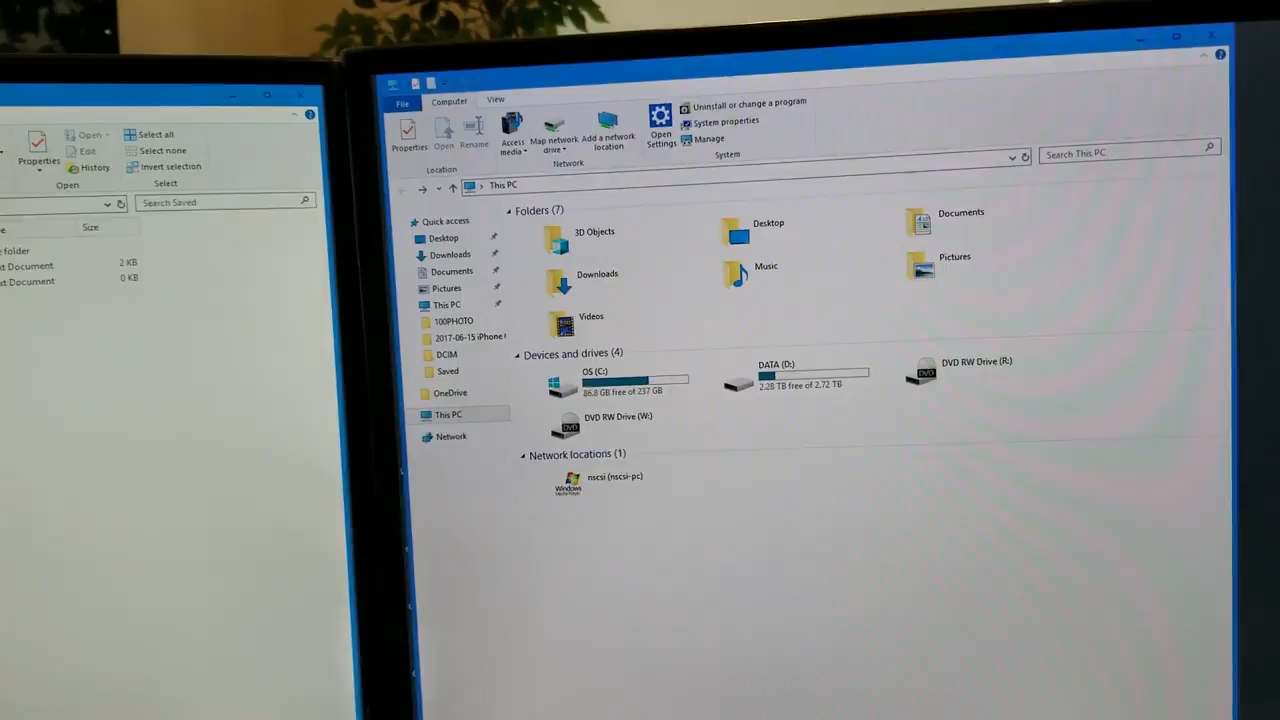 Properties
Open
Edit
History
Open
Select all
Select none
Invert selection
Select
Search Saved
Size
folder
Document
2 KB
Document
0 KB
File
Computer
View
Properties
Open
Rename
Location
Access media
Map network drive
Add a network location
Network
Open Settings
Uninstall or change a program
System properties
Manage
System
This PC
Search This PC
Quick access
Desktop
Downloads
Documents
Pictures
This PC
100PHOTO
2017-06-15 iPhone
DCIM
Saved
OneDrive
This PC
Network
Folders (7)
3D Objects
Desktop
Documents
Downloads
Music
Pictures
Videos
Devices and drives (4)
OS (C:)
86.8 GB free of 237 GB
DATA (D:)
2.28 TB free of 2.72 TB
DVD
DVD RW Drive (R:)
DVD
DVD RW Drive (W:)
Network locations (1)
Windows
Media Player
nscsi (nscsi-pc)